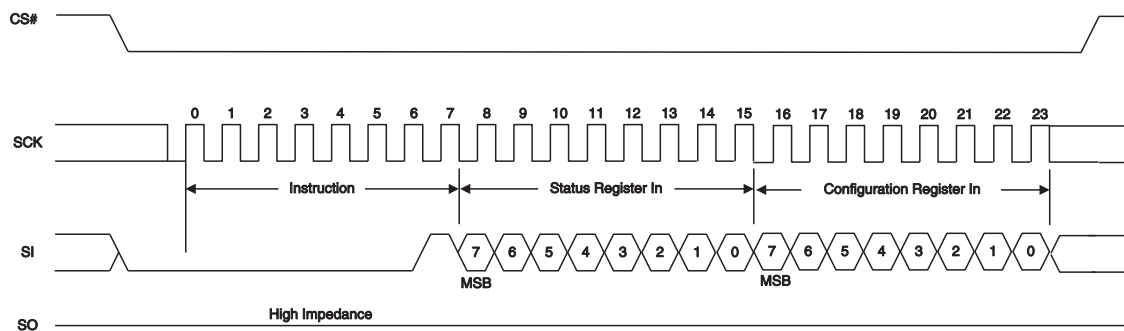 CS#
0 1 2 3 4 5 6 7 8 9 10 11 12 13 14 15 16 17 18 19 20 21 22 23
SCK
Instruction Status Register In Configuration Register In
SI 7 6 5 4 3 2 1 0 7 6 5 4 3 2 1 0
MSB MSB
High Impedance
SO